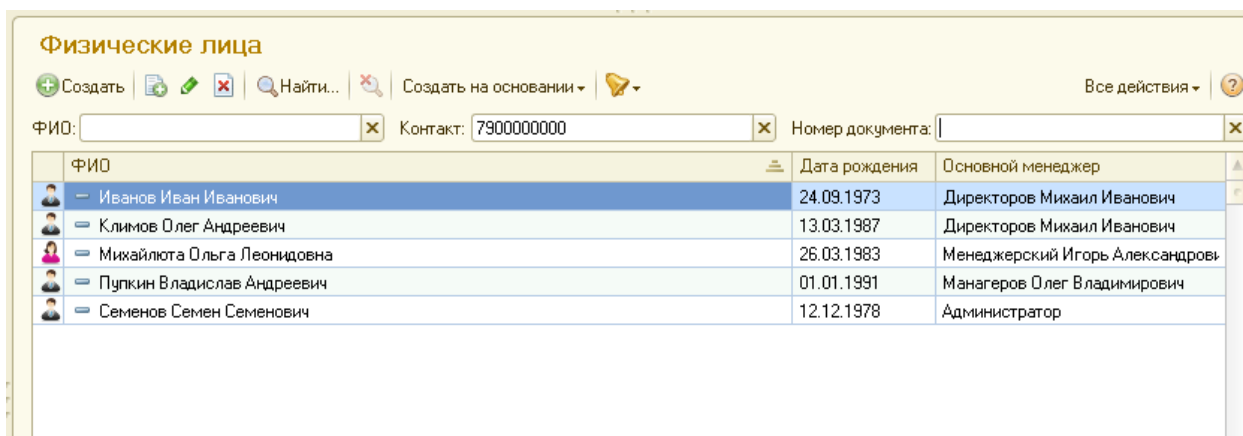 Физические лица
Создать Найти... Создать на основании Все действия
ФИО: Контакт: 7900000000 Номер документа:
ФИО Дата рождения Основной менеджер
Иванов Иван Иванович 24.09.1973 Директоров Михаил Иванович
Климов Олег Андреевич 13.03.1987 Директоров Михаил Иванович
Михайлюта Ольга Леонидовна 26.03.1983 Менеджерский Игорь Александрови
Пупкин Владислав Андреевич 01.01.1991 Манагеров Олег Владимирович
Семенов Семен Семенович 12.12.1978 Администратор